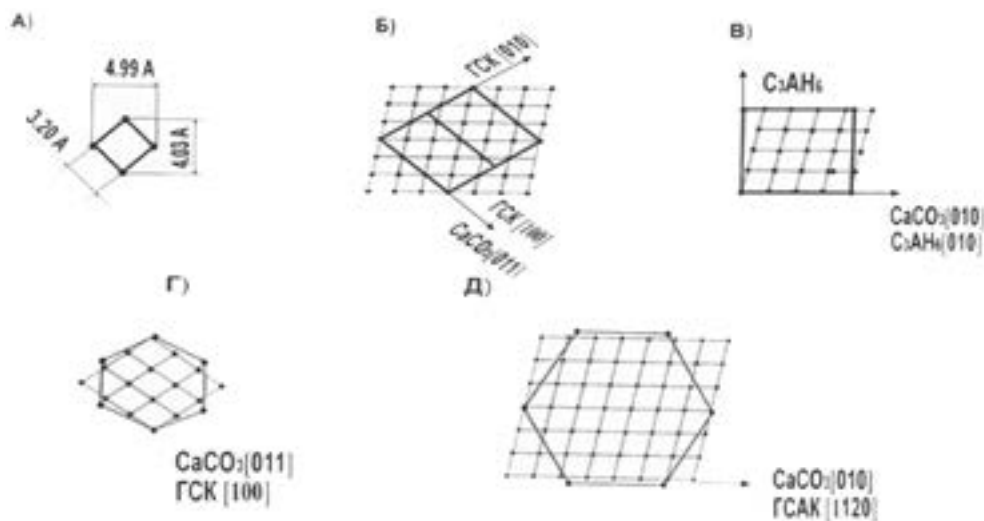 А)
4.99 A
3.20 A
4.03 A
Б)
ГСК [010]
ГСК [100]
CaCO₃[011]
В)
C₃AH₆
CaCO₃[010]
C₃AH₆[010]
Г)
CaCO₃[011]
ГСК [100]
Д)
CaCO₃[010]
ГСАК [1120]